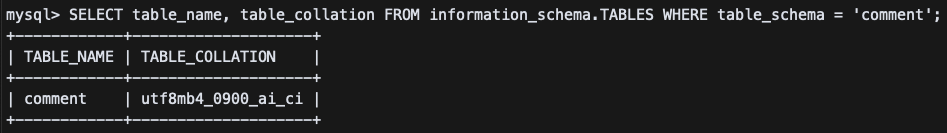 mysql> SELECT table_name, table_collation FROM information_schema.TABLES WHERE table_schema = 'comment';
+------------+--------------------+
| TABLE_NAME | TABLE_COLLATION    |
+------------+--------------------+
| comment    | utf8mb4_0900_ai_ci |
+------------+--------------------+